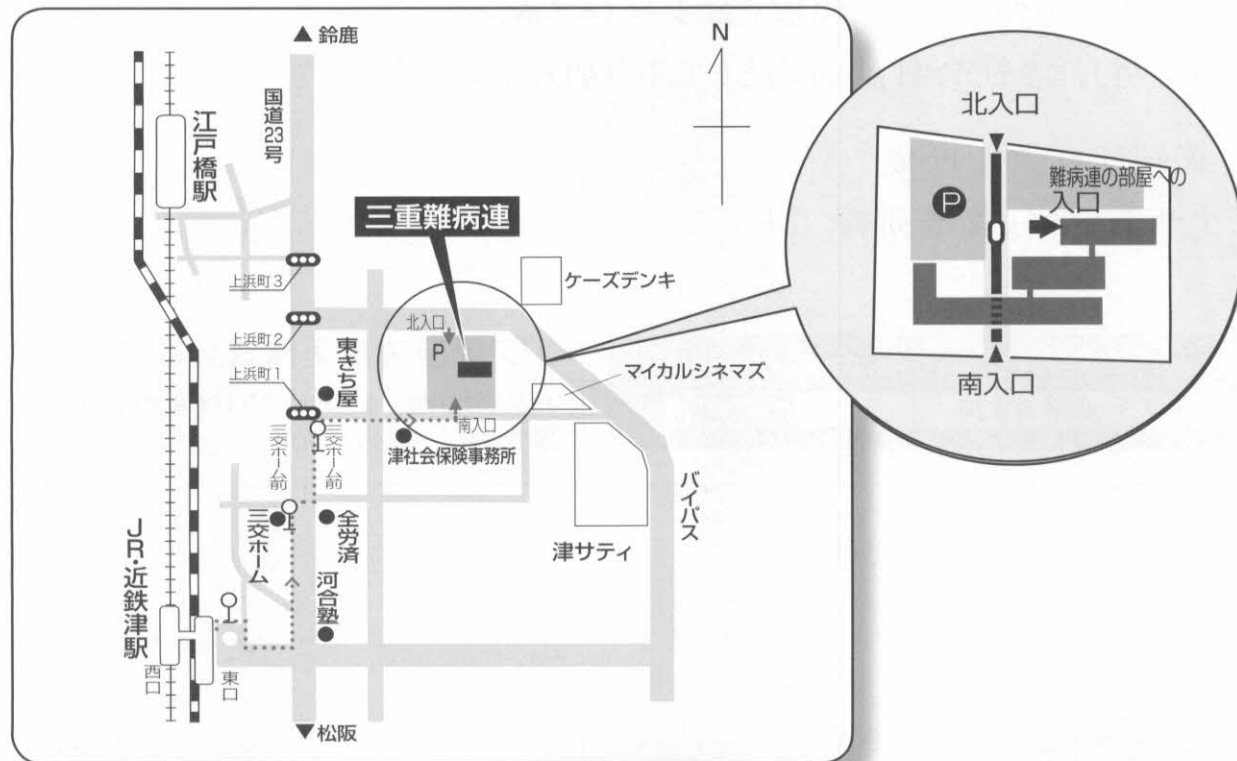 ▲ 鈴鹿
N
国道23号
江戸橋駅
三重難病連
上浜町3
ケーズデンキ
北入口
上浜町2
P
東きち屋
マイカルシネマズ
上浜町1
南入口
三交ホーム前
三交ホーム前
津社会保険事務所
バイパス
三交ホーム
全労済
津サティ
JR・近鉄津駅
河合塾
西口
東口
▼松阪
北入口
P
難病連の部屋への
入口
南入口